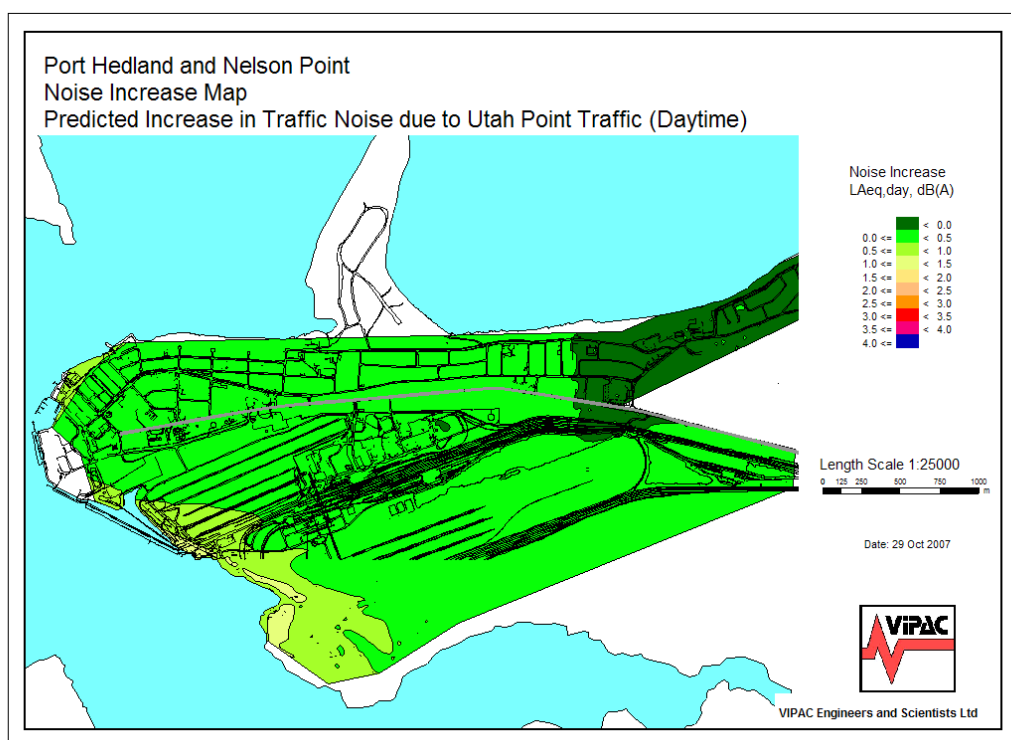 Port Hedland and Nelson Point
Noise Increase Map
Predicted Increase in Traffic Noise due to Utah Point Traffic (Daytime)
Noise Increase
LAeq,day, dB(A)
< 0.0
0.0 <= < 0.5
0.5 <= < 1.0
1.0 <= < 1.5
1.5 <= < 2.0
2.0 <= < 2.5
2.5 <= < 3.0
3.0 <= < 3.5
3.5 <= < 4.0
4.0 <=
Length Scale 1:25000
0 125 250 500 750 1000
m
Date: 29 Oct 2007
VIPAC
VIPAC Engineers and Scientists Ltd